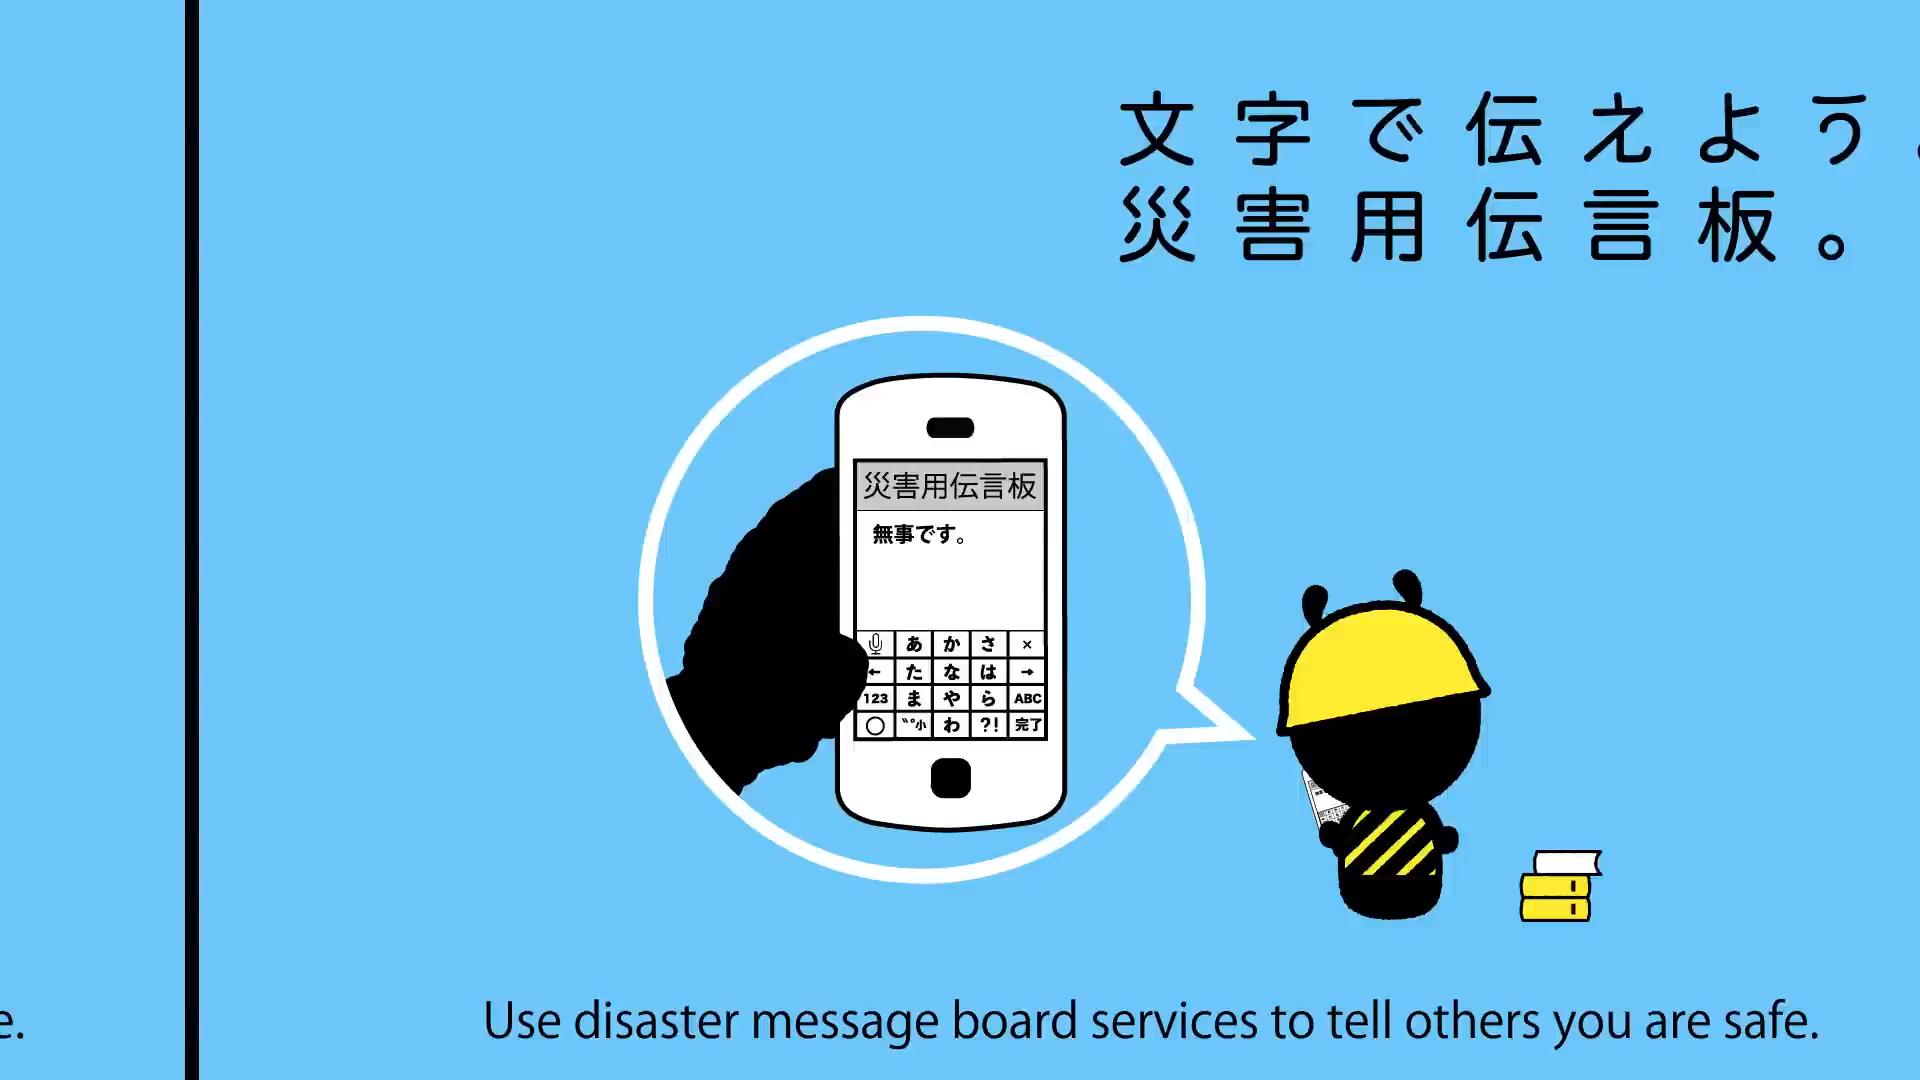 文字で伝えよう
災害用伝言板。
災害用伝言板
無事です。
あ か さ ×
← た な は →
123 ま や ら ABC
゛゜小 わ ?! 完了
e.
Use disaster message board services to tell others you are safe.